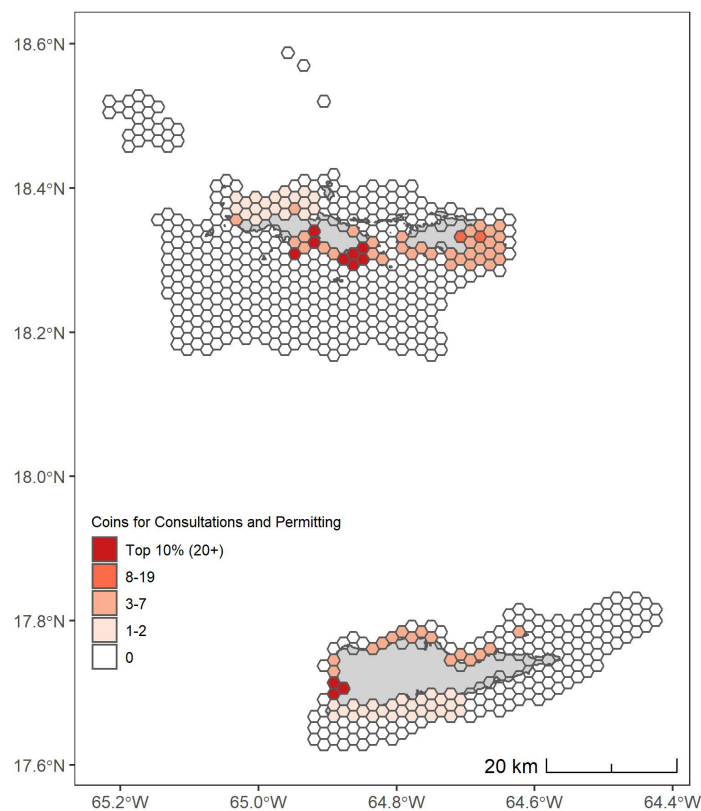 18.6°N
18.4°N
18.2°N
18.0°N
Coins for Consultations and Permitting
Top 10% (20+)
8-19
3-7
1-2
0
17.8°N
17.6°N
20 km
65.2°W 65.0°W 64.8°W 64.6°W 64.4°W